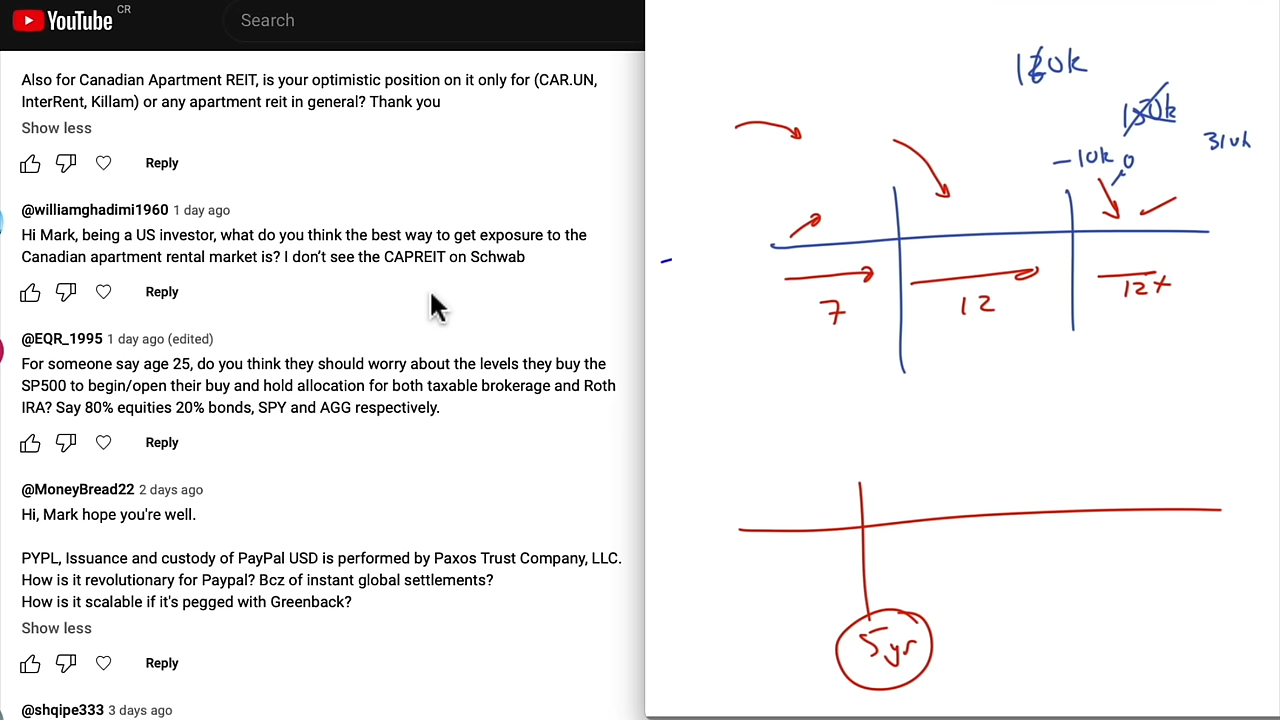 YouTube CR
Search
Also for Canadian Apartment REIT, is your optimistic position on it only for (CAR.UN,
InterRent, Killam) or any apartment reit in general? Thank you
Show less
Reply
@williamghadimi1960 1 day ago
Hi Mark, being a US investor, what do you think the best way to get exposure to the
Canadian apartment rental market is? I don't see the CAPREIT on Schwab
Reply
@EQR_1995 1 day ago (edited)
For someone say age 25, do you think they should worry about the levels they buy the
SP500 to begin/open their buy and hold allocation for both taxable brokerage and Roth
IRA? Say 80% equities 20% bonds, SPY and AGG respectively.
Reply
@MoneyBread22 2 days ago
Hi, Mark hope you're well.
PYPL, Issuance and custody of PayPal USD is performed by Paxos Trust Company, LLC.
How is it revolutionary for Paypal? Bcz of instant global settlements?
How is it scalable if it's pegged with Greenback?
Show less
Reply
@shqipe333 3 days ago
-10k 0
7
12
12x
5yr